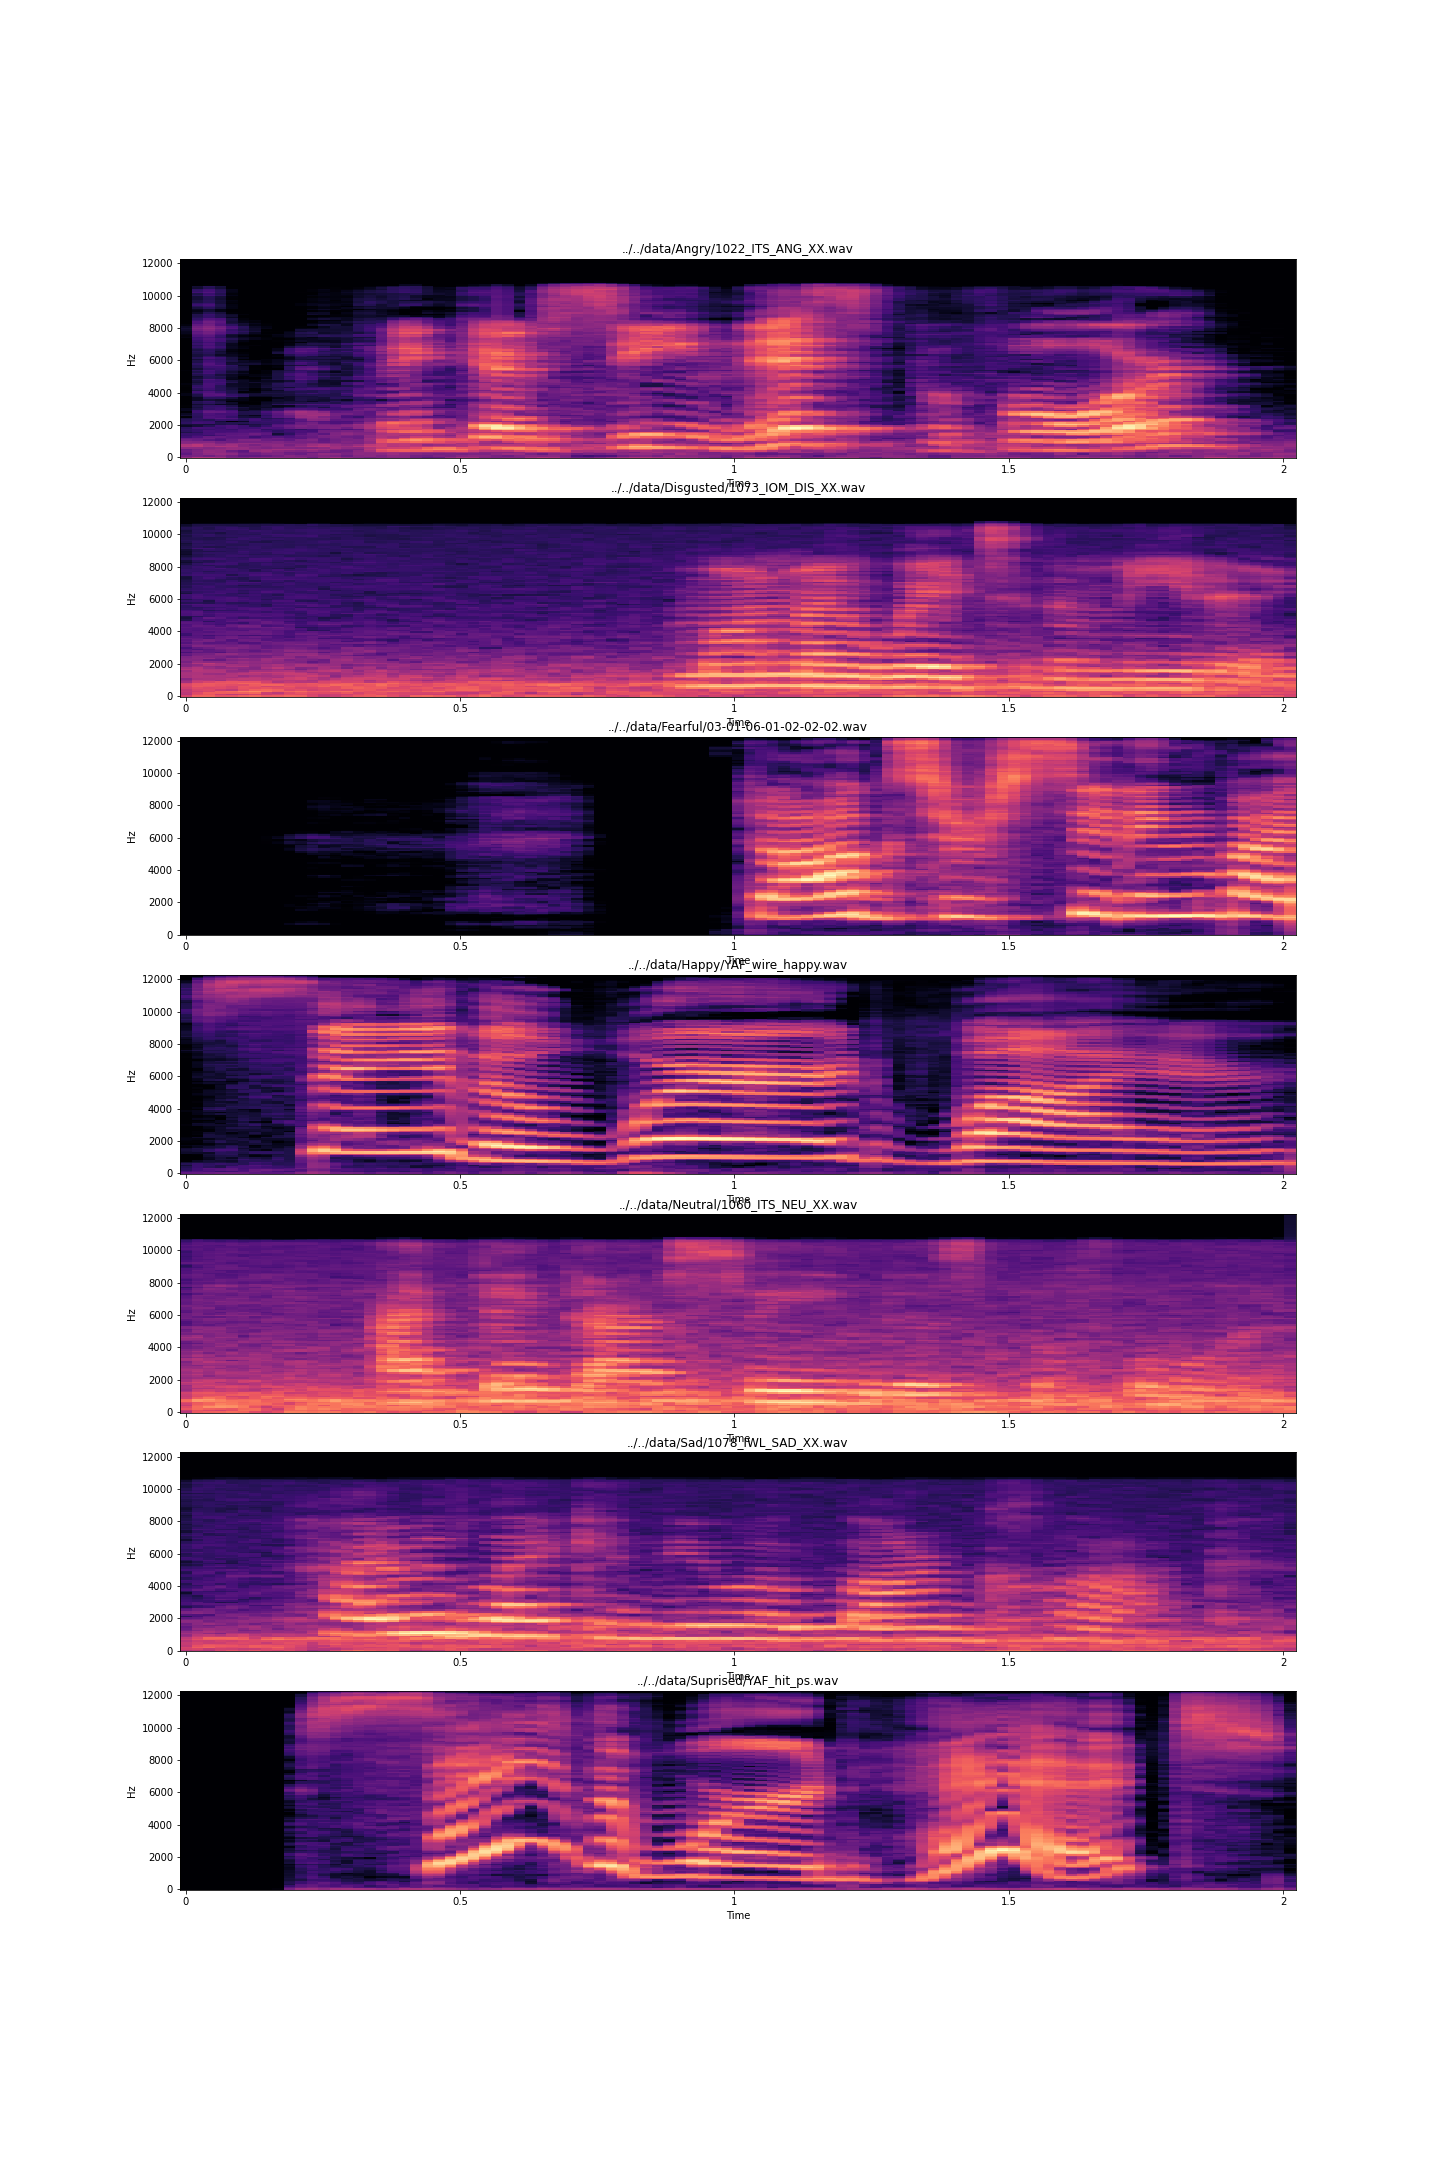 ../../data/Angry/1022_ITS_ANG_XX.wav
12000
10000
8000
Hz
6000
4000
2000
0
0 0.5 1 1.5 2
Time
../../data/Disgusted/1073_IOM_DIS_XX.wav
12000
10000
8000
Hz
6000
4000
2000
0
0 0.5 1 1.5 2
Time
../../data/Fearful/03-01-06-01-02-02-02.wav
12000
10000
8000
Hz
6000
4000
2000
0
0 0.5 1 1.5 2
Time
../../data/Happy/YAF_wire_happy.wav
12000
10000
8000
Hz
6000
4000
2000
0
0 0.5 1 1.5 2
Time
../../data/Neutral/1060_ITS_NEU_XX.wav
12000
10000
8000
Hz
6000
4000
2000
0
0 0.5 1 1.5 2
Time
../../data/Sad/1078_IWL_SAD_XX.wav
12000
10000
8000
Hz
6000
4000
2000
0
0 0.5 1 1.5 2
Time
../../data/Suprised/YAF_hit_ps.wav
12000
10000
8000
Hz
6000
4000
2000
0
0 0.5 1 1.5 2
Time